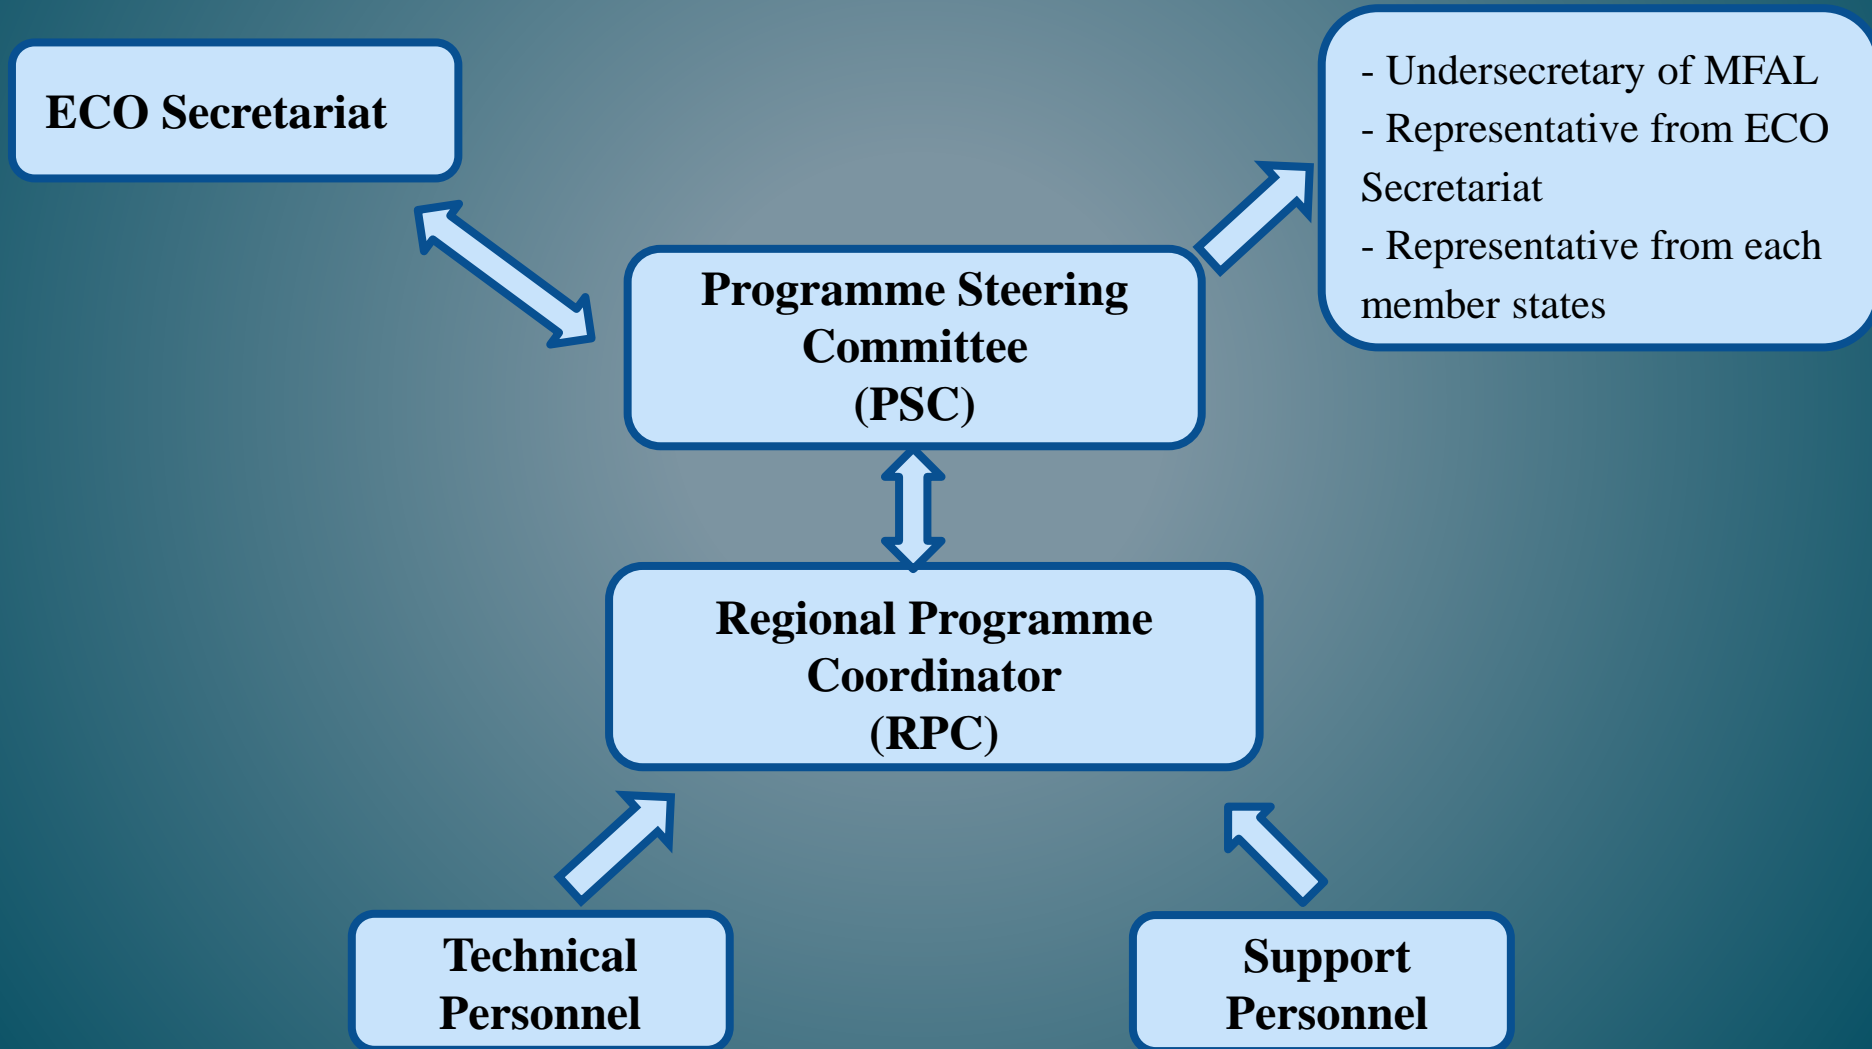 ECO Secretariat
- Undersecretary of MFAL
- Representative from ECO
Secretariat
- Representative from each
member states
Programme Steering
Committee
(PSC)
Regional Programme
Coordinator
(RPC)
Technical
Personnel
Support
Personnel